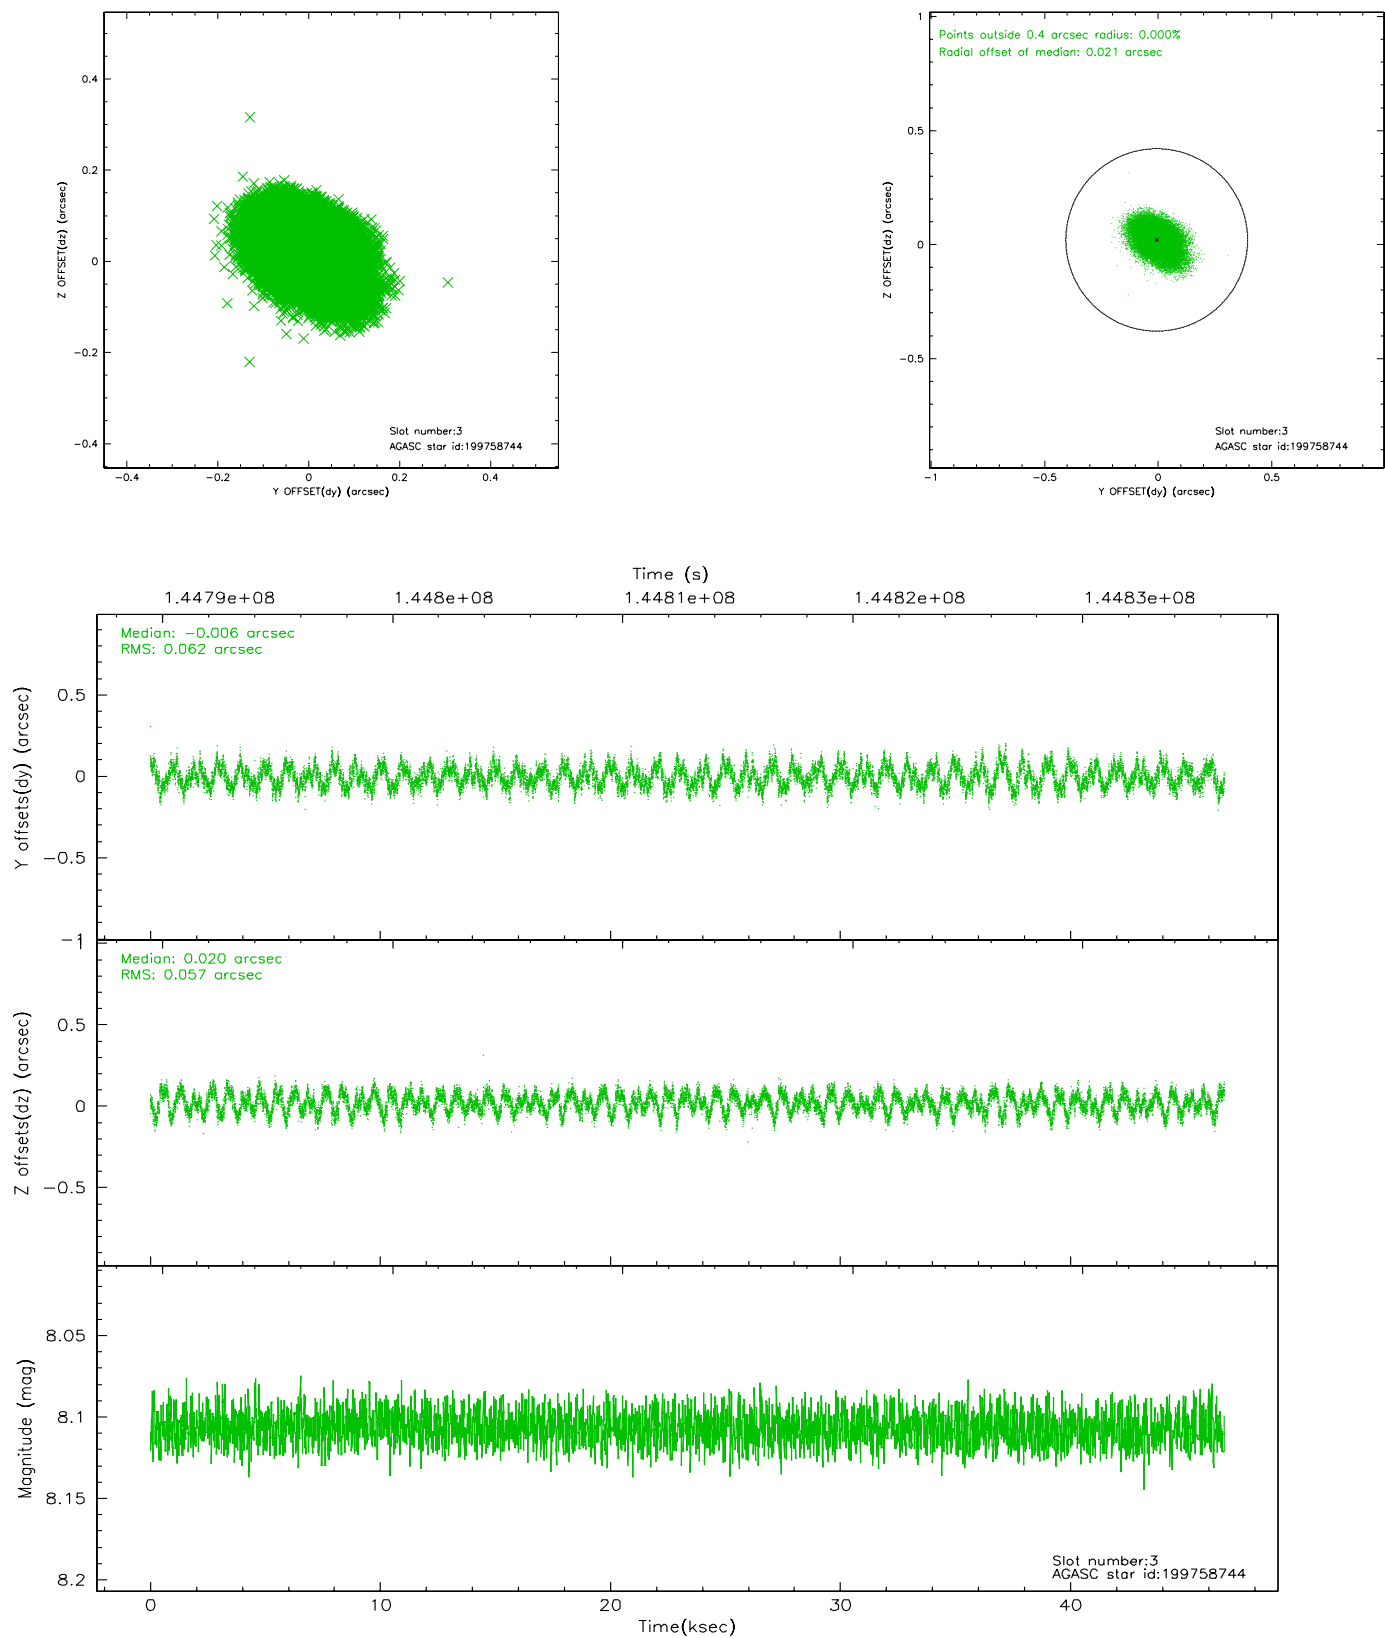 0.4
0.2
0
-0.2
-0.4
Z OFFSET(dz) (arcsec)
Slot number:3
AGASC star id:199758744
-0.4 -0.2 0 0.2 0.4
Y OFFSET(dy) (arcsec)
Points outside 0.4 arcsec radius: 0.000%
Radial offset of median: 0.021 arcsec
1
0.5
0
-0.5
Z OFFSET(dz) (arcsec)
Slot number:3
AGASC star id:199758744
-1 -0.5 0 0.5
Y OFFSET(dy) (arcsec)
Time (s)
1.4479e+08 1.448e+08 1.4481e+08 1.4482e+08 1.4483e+08
Median: -0.006 arcsec
RMS: 0.062 arcsec
0.5
0
-0.5
-1
Y offsets(dy) (arcsec)
Median: 0.020 arcsec
RMS: 0.057 arcsec
0.5
0
-0.5
Z offsets(dz) (arcsec)
8.05
8.1
8.15
8.2
Magnitude (mag)
Slot number:3
AGASC star id:199758744
0 10 20 30 40
Time(ksec)